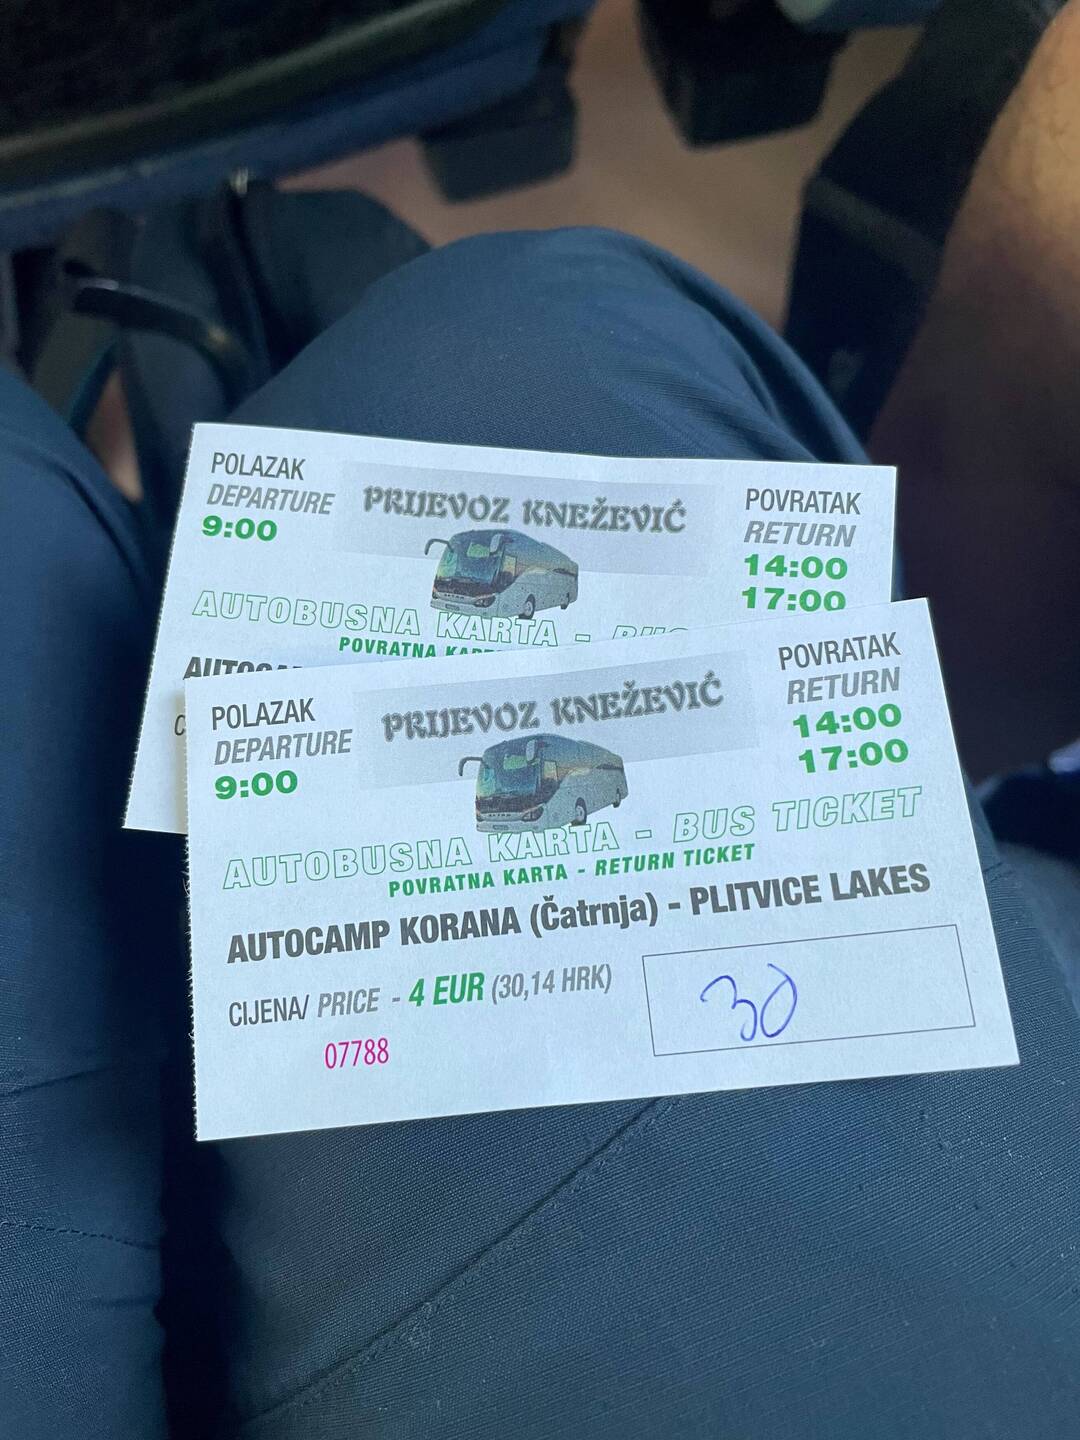 POLAZAK
DEPARTURE
9:00
PRIJEVOZ KNEŽEVIĆ
POVRATAK
RETURN
14:00
17:00
AUTOBUSNA KARTA -
POVRATNA
POLAZAK
DEPARTURE
9:00
PRIJEVOZ KNEŽEVIĆ
POVRATAK
RETURN
14:00
17:00
AUTOBUSNA KARTA - BUS TICKET
POVRATNA KARTA - RETURN TICKET
AUTOCAMP KORANA (Čatrnja) - PLITVICE LAKES
CIJENA/ PRICE - 4 EUR (30,14 HRK)
07788